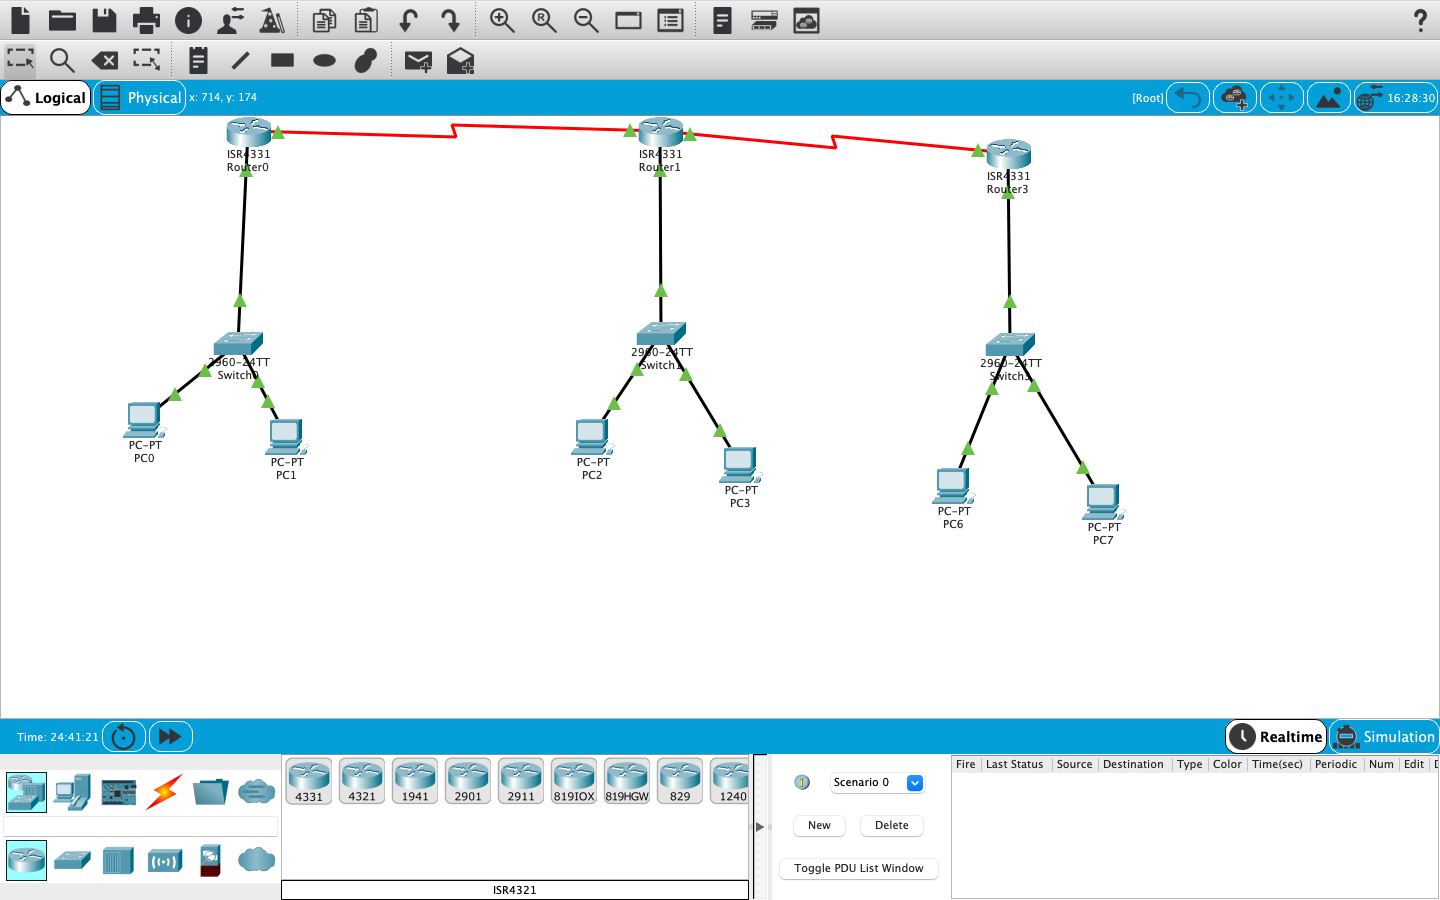 ?
Logical
Physical
x: 714, y: 174
[Root]
16:28:30
ISR4331
Router0
ISR4331
Router1
ISR4331
Router3
2960-24TT
Switch0
2960-24TT
Switch1
2960-24TT
Switch3
PC-PT
PC0
PC-PT
PC1
PC-PT
PC2
PC-PT
PC3
PC-PT
PC6
PC-PT
PC7
Time: 24:41:21
Realtime
Simulation
4331
4321
1941
2901
2911
819IOX
819HGW
829
1240
ISR4321
Scenario 0
New
Delete
Toggle PDU List Window
Fire Last Status Source Destination Type Color Time(sec) Periodic Num Edit